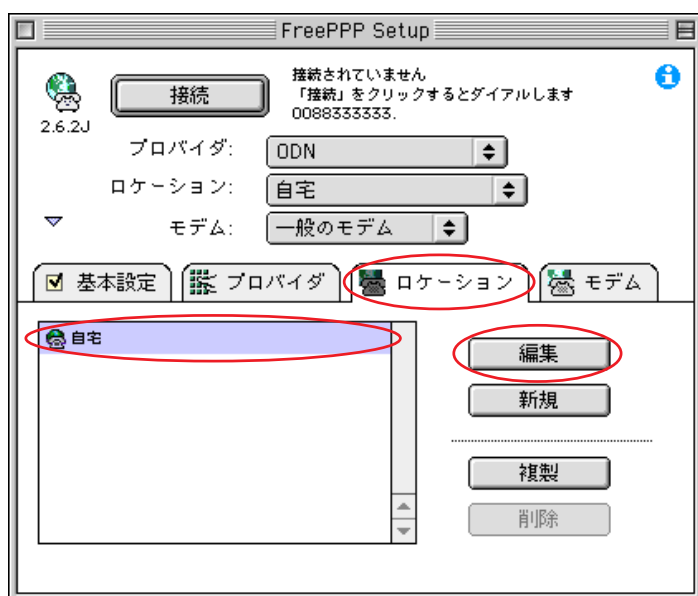 FreePPP Setup
接続
接続されていません
「接続」をクリックするとダイアルします
0088333333.
2.6.2J
プロバイダ: ODN
ロケーション: 自宅
モデム: 一般のモデム
基本設定 プロバイダ ロケーション モデム
自宅
編集
新規
複製
削除